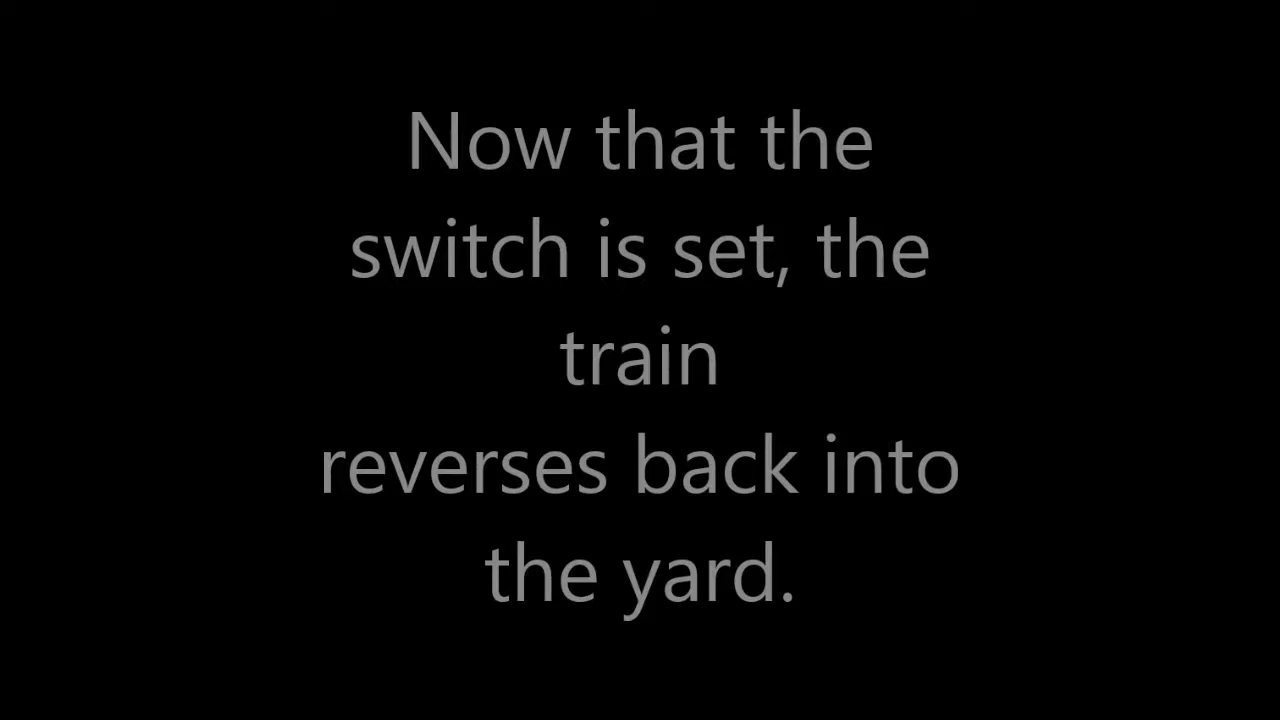 Now that the
switch is set, the
train
reverses back into
the yard.